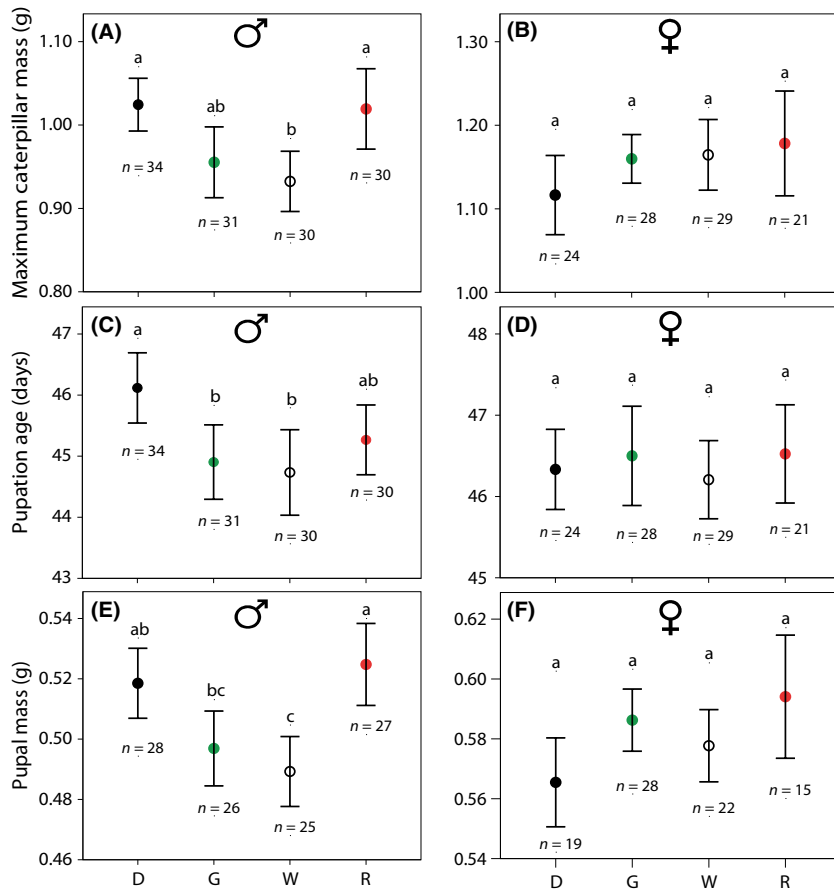 (A) ♂
Maximum caterpillar mass (g)
1.10
1.00
0.90
0.80
a
ab
b
a
n = 34
n = 31
n = 30
n = 30
(B) ♀
1.30
1.20
1.10
1.00
a
a
a
a
n = 24
n = 28
n = 29
n = 21
(C) ♂
Pupation age (days)
47
46
45
44
43
a
b
b
ab
n = 34
n = 31
n = 30
n = 30
(D) ♀
48
47
46
45
a
a
a
a
n = 24
n = 28
n = 29
n = 21
(E) ♂
Pupal mass (g)
0.54
0.52
0.50
0.48
0.46
ab
bc
c
a
n = 28
n = 26
n = 25
n = 27
D G W R
(F) ♀
0.62
0.60
0.58
0.56
0.54
a
a
a
a
n = 19
n = 28
n = 22
n = 15
D G W R